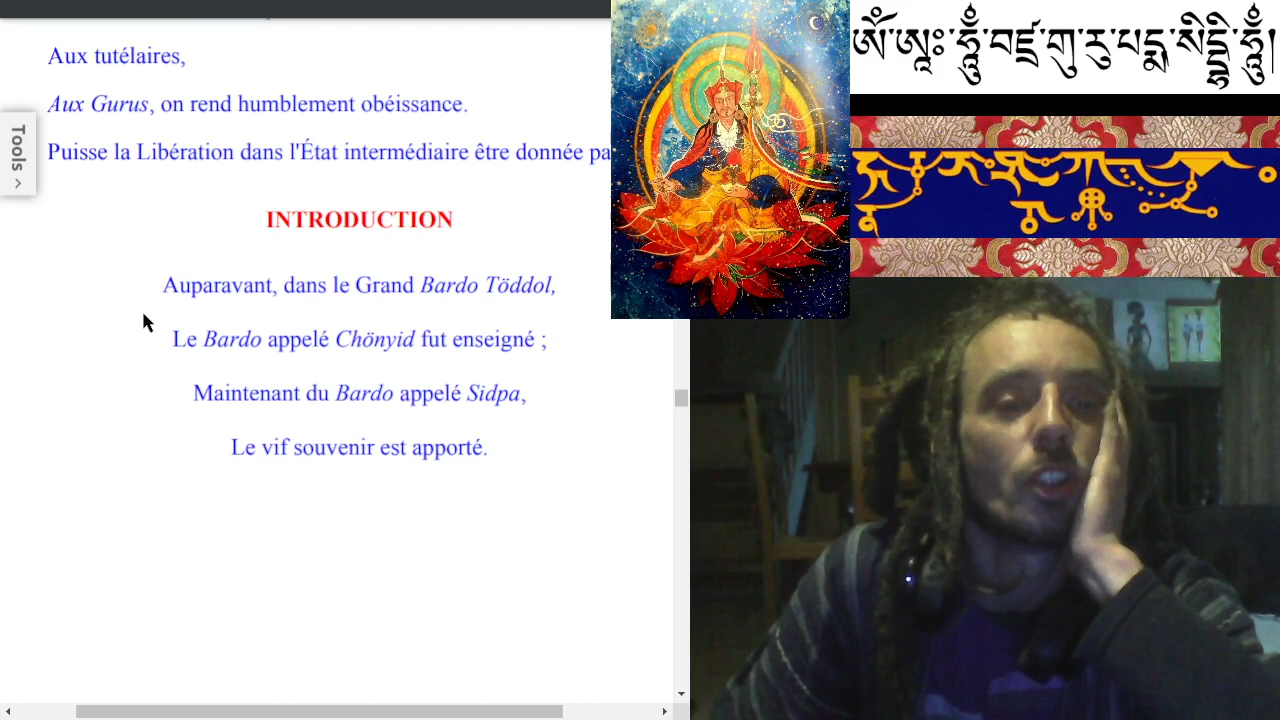 Aux tutélaires,
Aux Gurus, on rend humblement obéissance.
Puisse la Libération dans l'État intermédiaire être donnée pa
INTRODUCTION
Auparavant, dans le Grand Bardo Töddol,
Le Bardo appelé Chönyid fut enseigné ;
Maintenant du Bardo appelé Sidpa,
Le vif souvenir est apporté.
Tools
ༀ་ཨཱཿ་ཧཱུྃ་བཛྲ་གུ་རུ་པདྨ་སིདྡྷི་ཧཱུྃ།